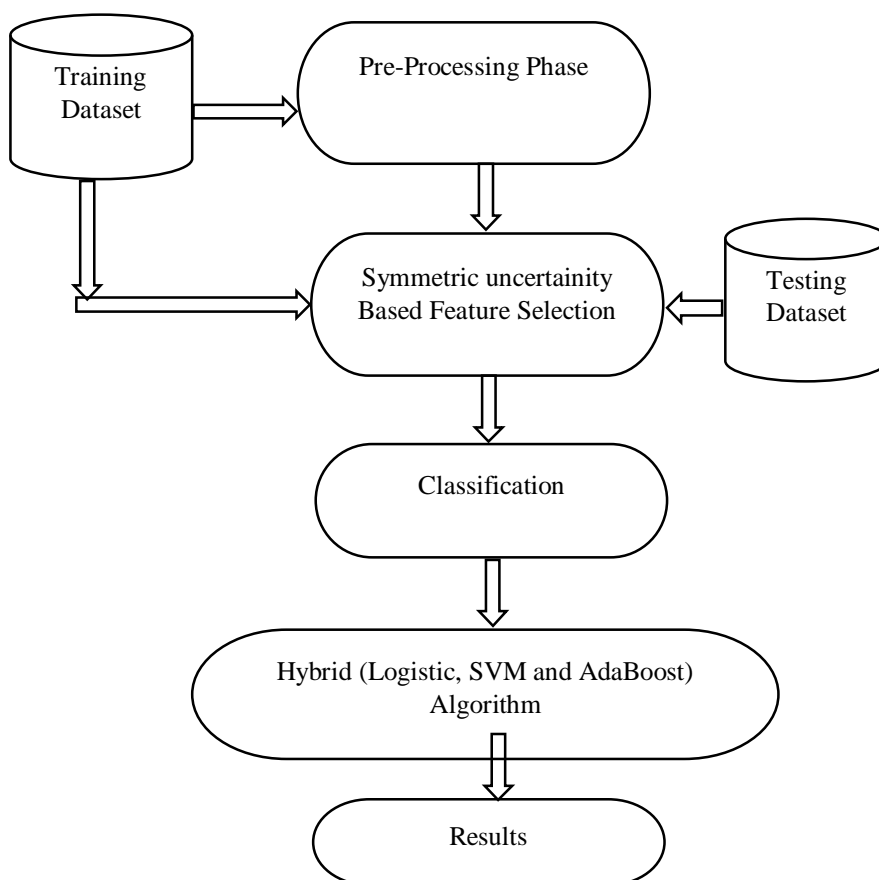 Training
Dataset
Pre-Processing Phase
Symmetric uncertainity
Based Feature Selection
Testing
Dataset
Classification
Hybrid (Logistic, SVM and AdaBoost)
Algorithm
Results